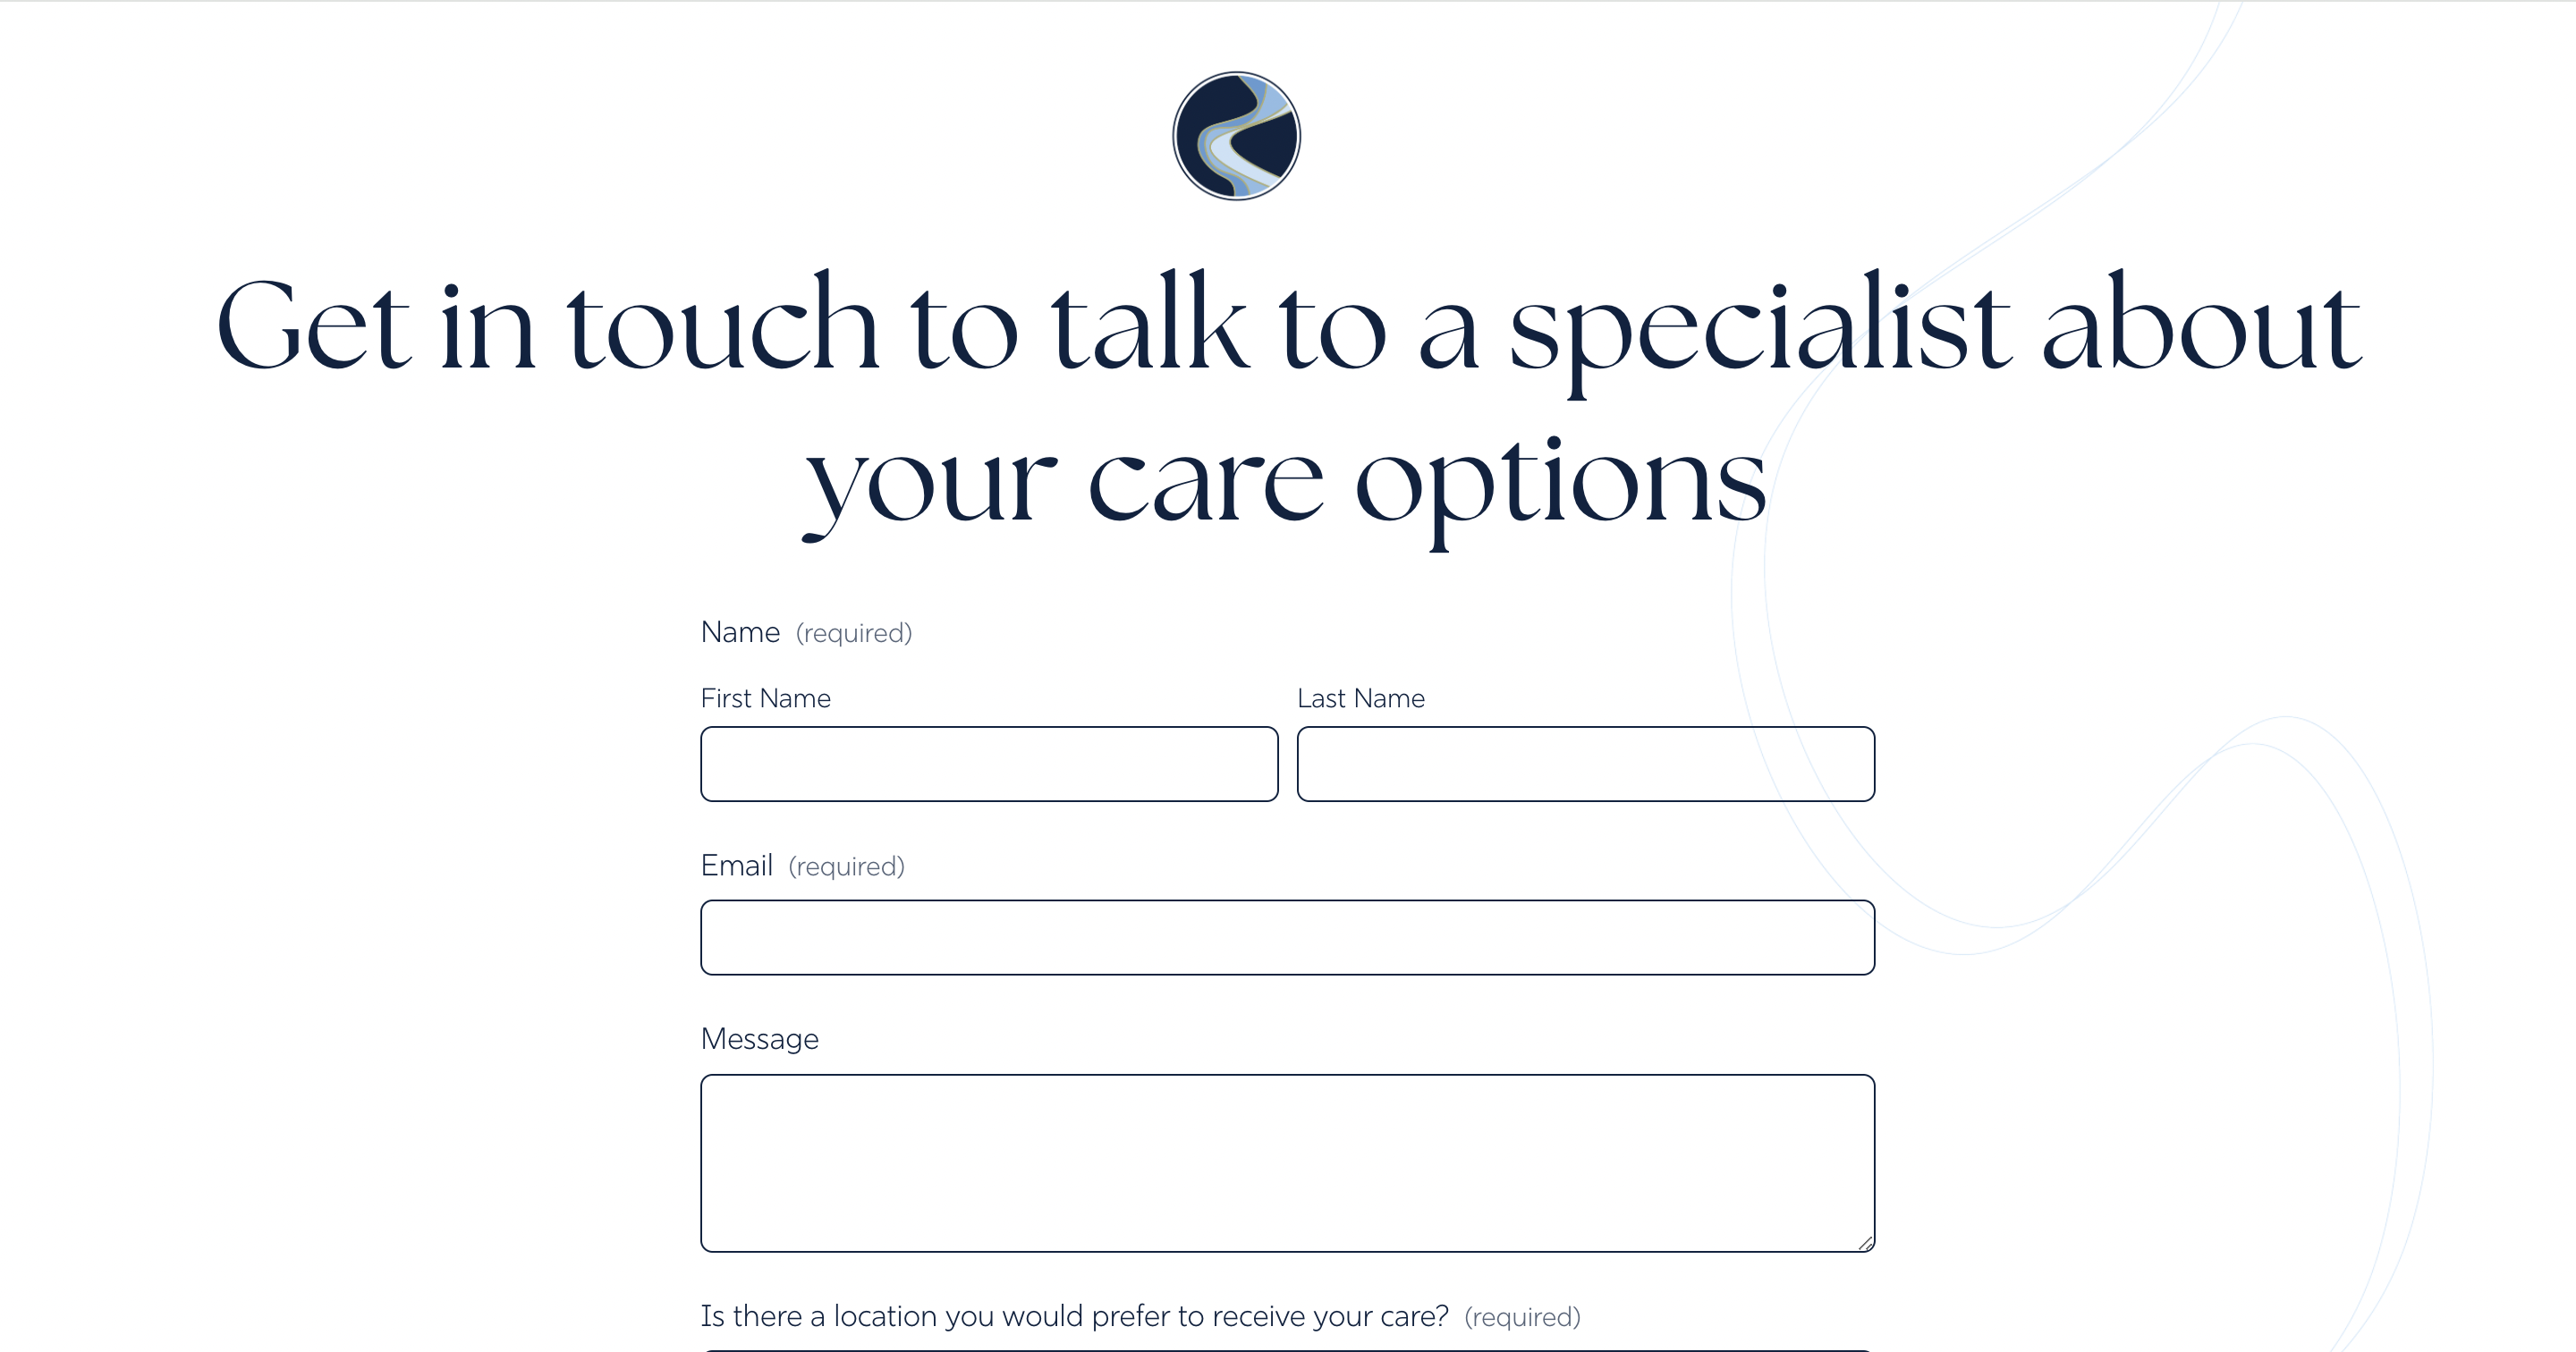 Get in touch to talk to a specialist about
your care options
Name (required)
First Name
Last Name
Email (required)
Message
Is there a location you would prefer to receive your care? (required)